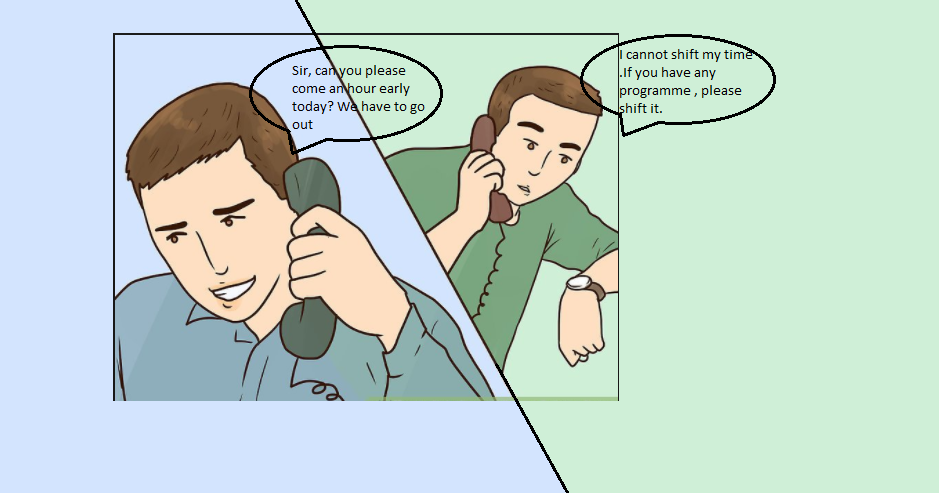 Sir, can you please
come an hour early
today? We have to go
out
I cannot shift my time
.If you have any
programme , please
shift it.